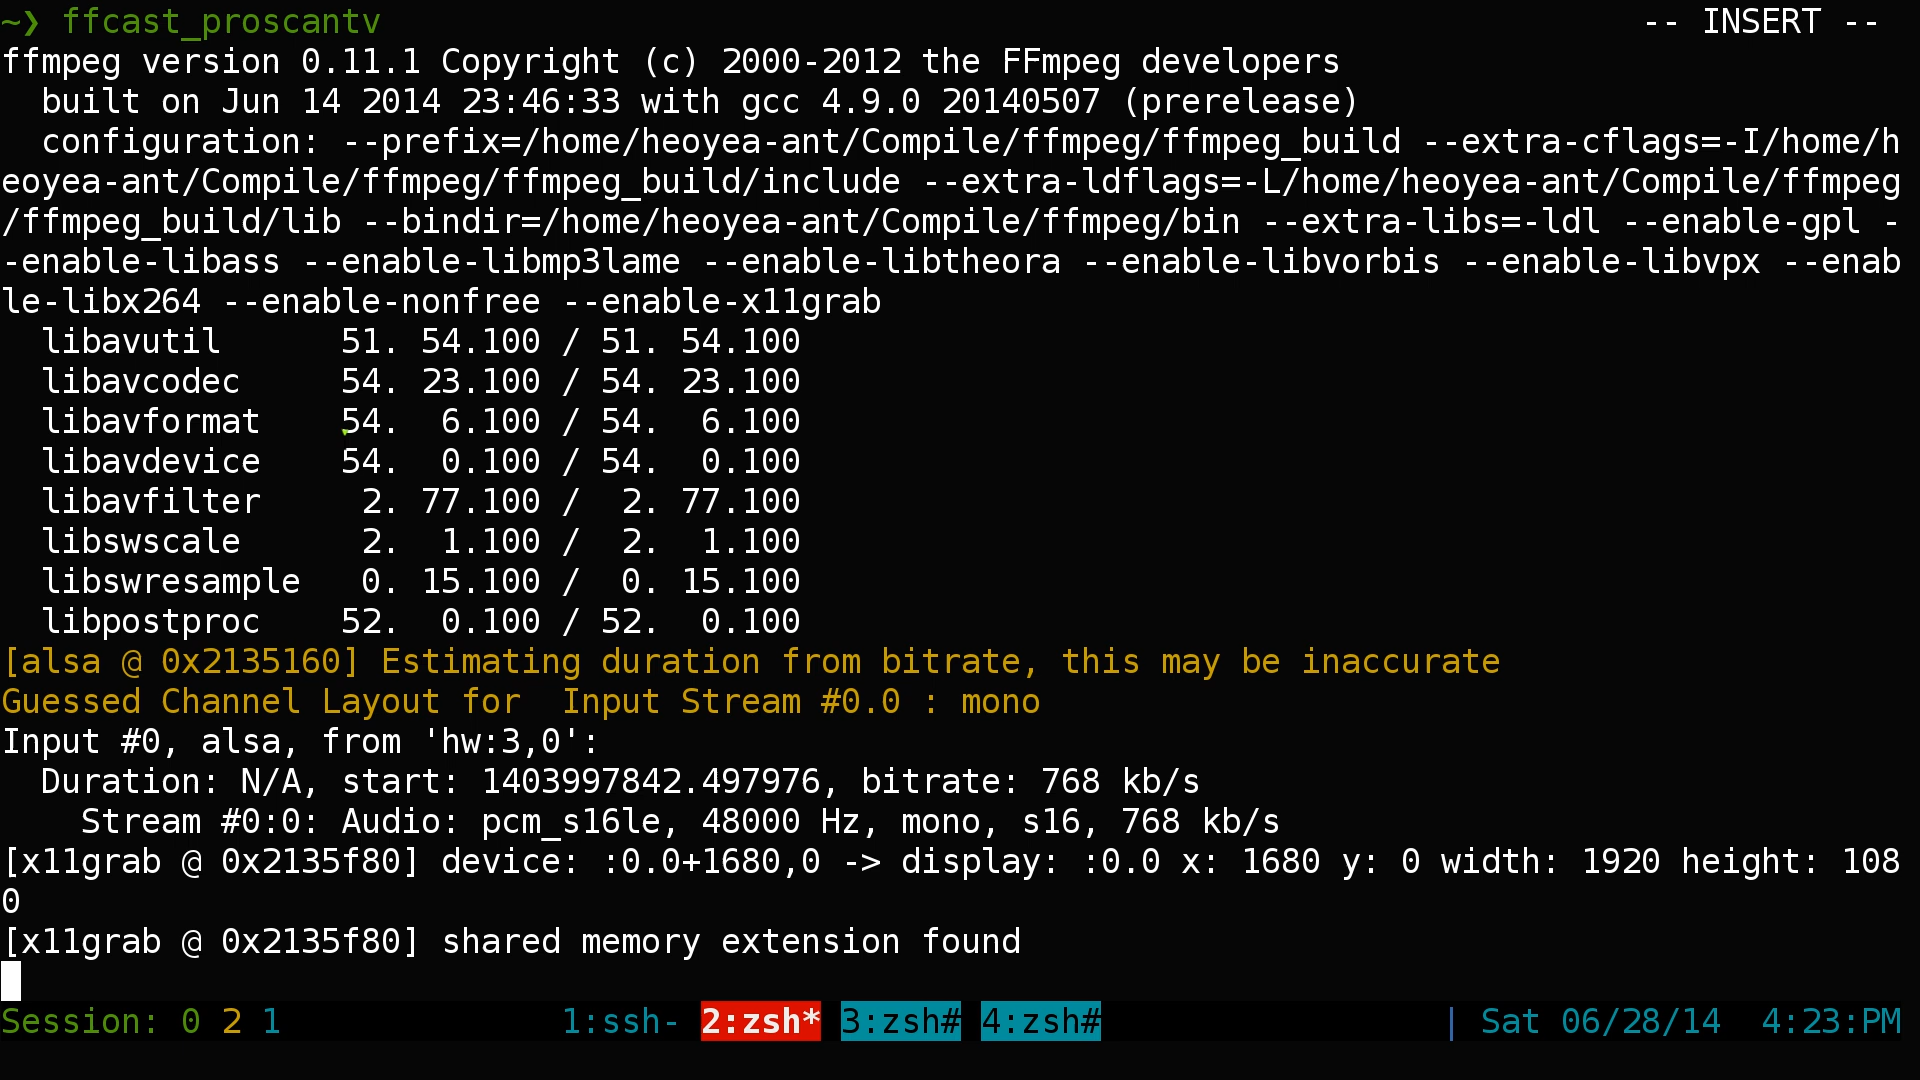 ~❯ ffcast_proscantv -- INSERT --
ffmpeg version 0.11.1 Copyright (c) 2000-2012 the FFmpeg developers
  built on Jun 14 2014 23:46:33 with gcc 4.9.0 20140507 (prerelease)
  configuration: --prefix=/home/heoyea-ant/Compile/ffmpeg/ffmpeg_build --extra-cflags=-I/home/h
eoyea-ant/Compile/ffmpeg/ffmpeg_build/include --extra-ldflags=-L/home/heoyea-ant/Compile/ffmpeg
/ffmpeg_build/lib --bindir=/home/heoyea-ant/Compile/ffmpeg/bin --extra-libs=-ldl --enable-gpl -
-enable-libass --enable-libmp3lame --enable-libtheora --enable-libvorbis --enable-libvpx --enab
le-libx264 --enable-nonfree --enable-x11grab
  libavutil      51. 54.100 / 51. 54.100
  libavcodec     54. 23.100 / 54. 23.100
  libavformat    54.  6.100 / 54.  6.100
  libavdevice    54.  0.100 / 54.  0.100
  libavfilter     2. 77.100 /  2. 77.100
  libswscale      2.  1.100 /  2.  1.100
  libswresample   0. 15.100 /  0. 15.100
  libpostproc    52.  0.100 / 52.  0.100
[alsa @ 0x2135160] Estimating duration from bitrate, this may be inaccurate
Guessed Channel Layout for  Input Stream #0.0 : mono
Input #0, alsa, from 'hw:3,0':
  Duration: N/A, start: 1403997842.497976, bitrate: 768 kb/s
    Stream #0:0: Audio: pcm_s16le, 48000 Hz, mono, s16, 768 kb/s
[x11grab @ 0x2135f80] device: :0.0+1680,0 -> display: :0.0 x: 1680 y: 0 width: 1920 height: 108
0
[x11grab @ 0x2135f80] shared memory extension found
Session: 0 2 1 1:ssh- 2:zsh* 3:zsh# 4:zsh# | Sat 06/28/14  4:23:PM